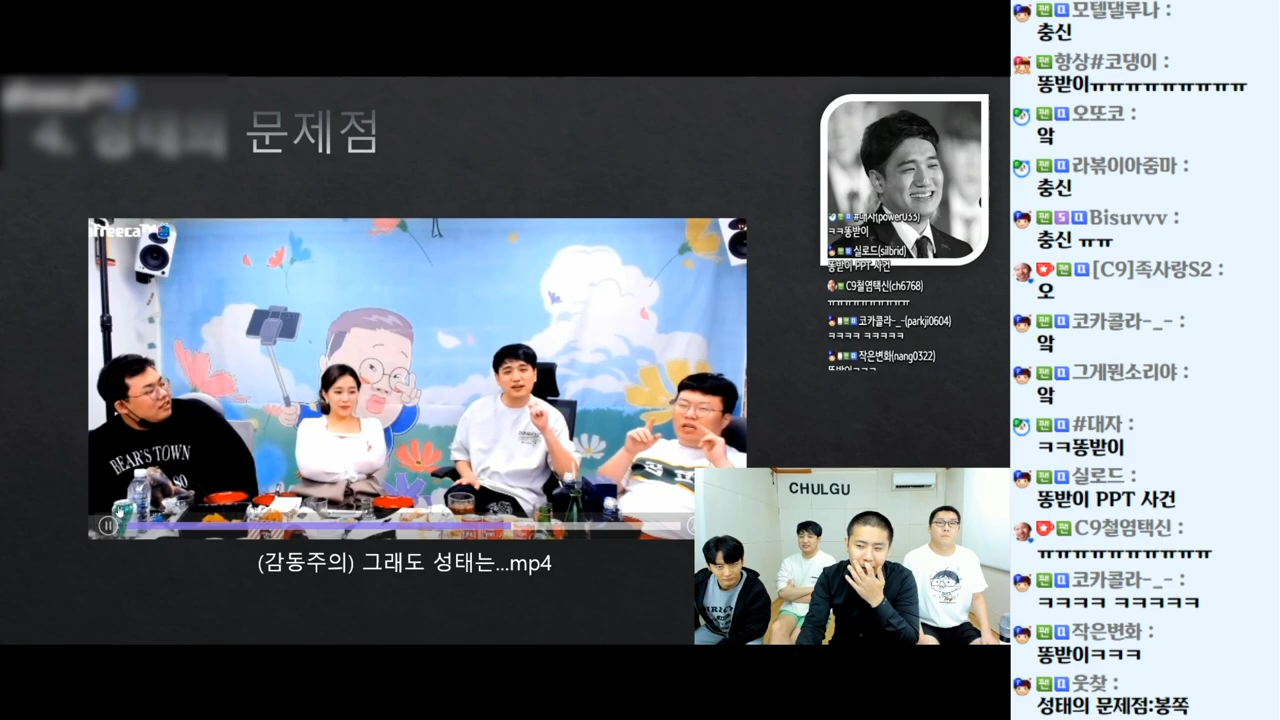 문제점
freeca
BEAR'S TOWN
80
(감동주의) 그래도 성태는...mp4
#대자(power033)
ㅋㅋ똥받이
실로드(silbrid)
똥받이 PPT 사건
C9철염택신(ch6768)
ㅠㅠㅠㅠㅠㅠㅠㅠㅠㅠ
코카콜라-_-(parkji0604)
ㅋㅋㅋㅋ ㅋㅋㅋㅋㅋ
작은변화(nang0322)
CHULGU
모텔댈루나 :
충신
항상#코댕이 :
똥받이ㅠㅠㅠㅠㅠㅠㅠㅠㅠ
오또코 :
악
라볶이아줌마 :
충신
Bisuvvv :
충신 ㅠㅠ
[C9]족사랑S2 :
오
코카콜라-_- :
악
그게뭔소리야 :
악
#대자 :
ㅋㅋ똥받이
실로드 :
똥받이 PPT 사건
C9철염택신 :
ㅠㅠㅠㅠㅠㅠㅠㅠㅠㅠ
코카콜라-_- :
ㅋㅋㅋㅋ ㅋㅋㅋㅋㅋ
작은변화 :
똥받이ㅋㅋㅋ
웃찾 :
성태의 문제점:봉쪽